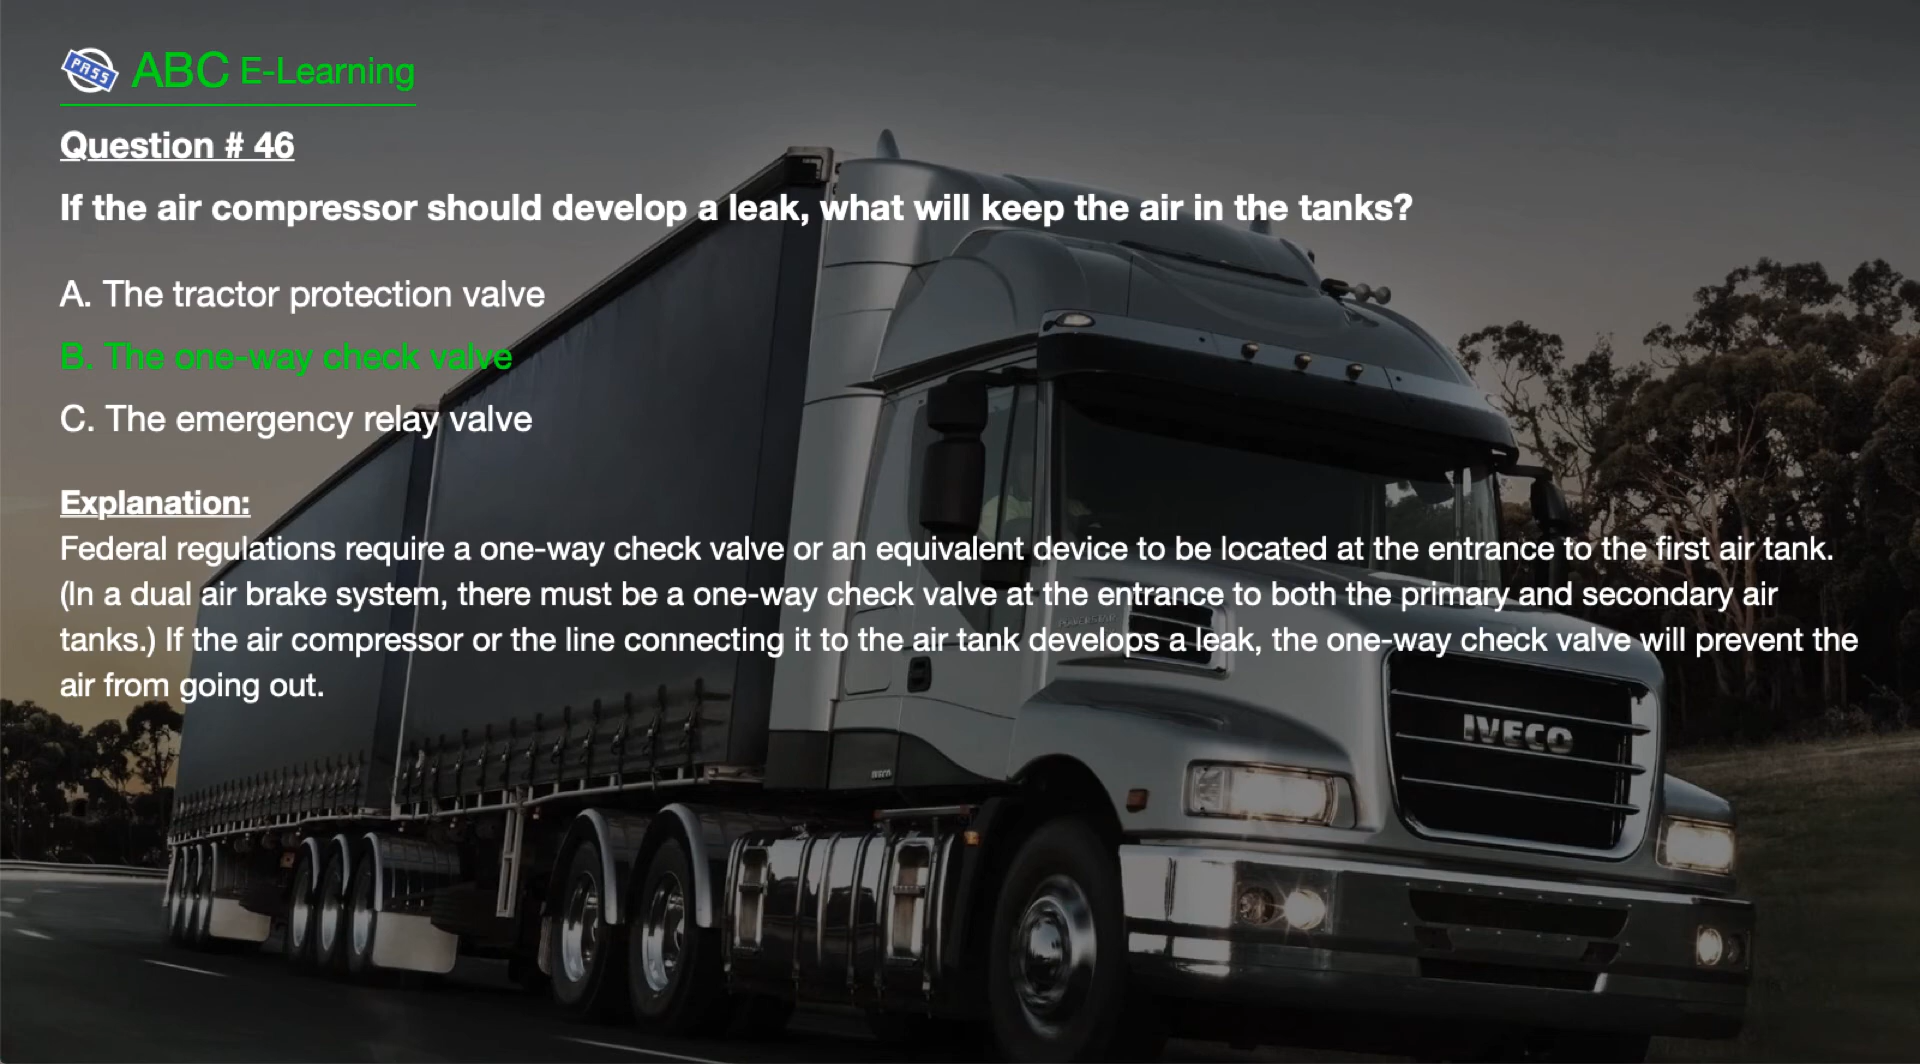 PASS ABC E-Learning
Question # 46
If the air compressor should develop a leak, what will keep the air in the tanks?
A. The tractor protection valve
B. The one-way check valve
C. The emergency relay valve
Explanation:
Federal regulations require a one-way check valve or an equivalent device to be located at the entrance to the first air tank.
(In a dual air brake system, there must be a one-way check valve at the entrance to both the primary and secondary air
tanks.) If the air compressor or the line connecting it to the air tank develops a leak, the one-way check valve will prevent the
air from going out.
IVECO